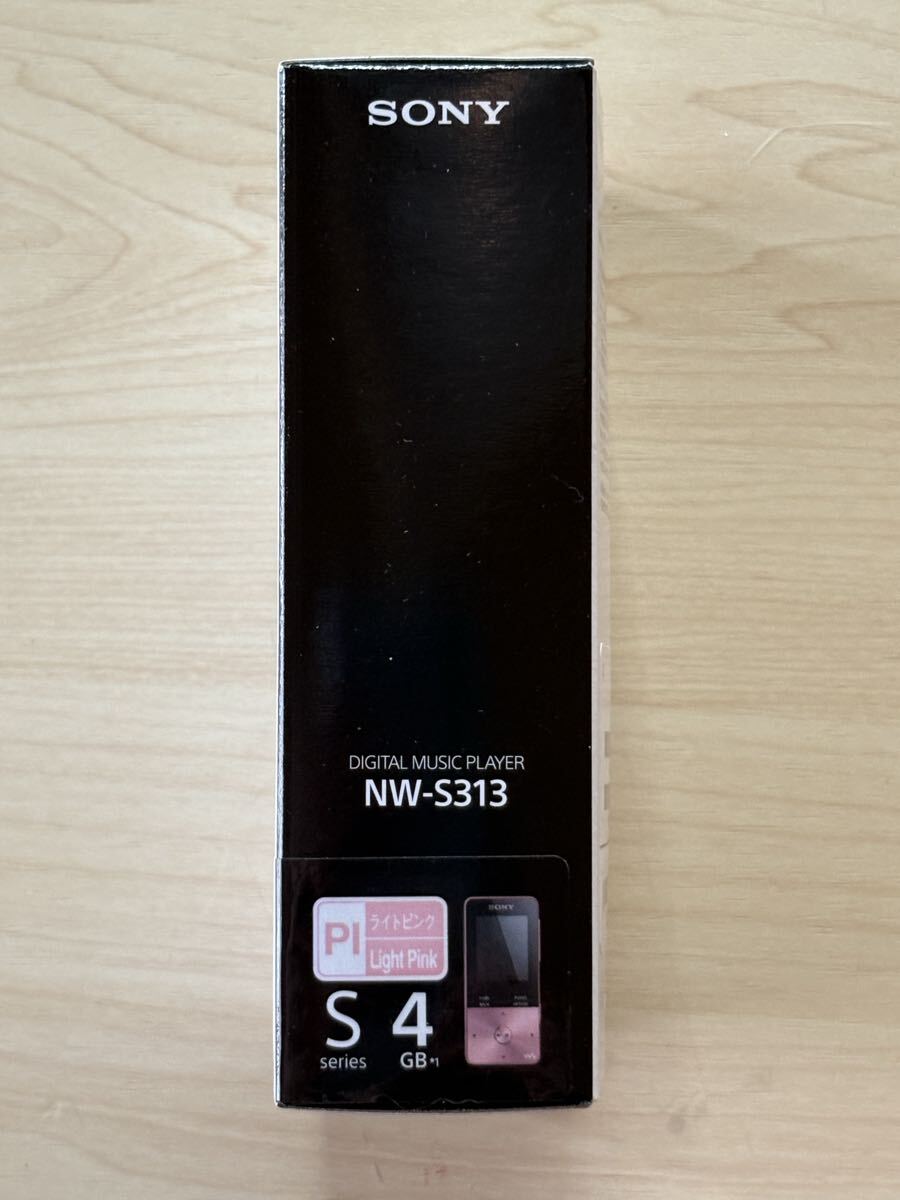 SONY
DIGITAL MUSIC PLAYER
NW-S313
PI
ライトピンク
Light Pink
S
series
4
GB*1
SONY